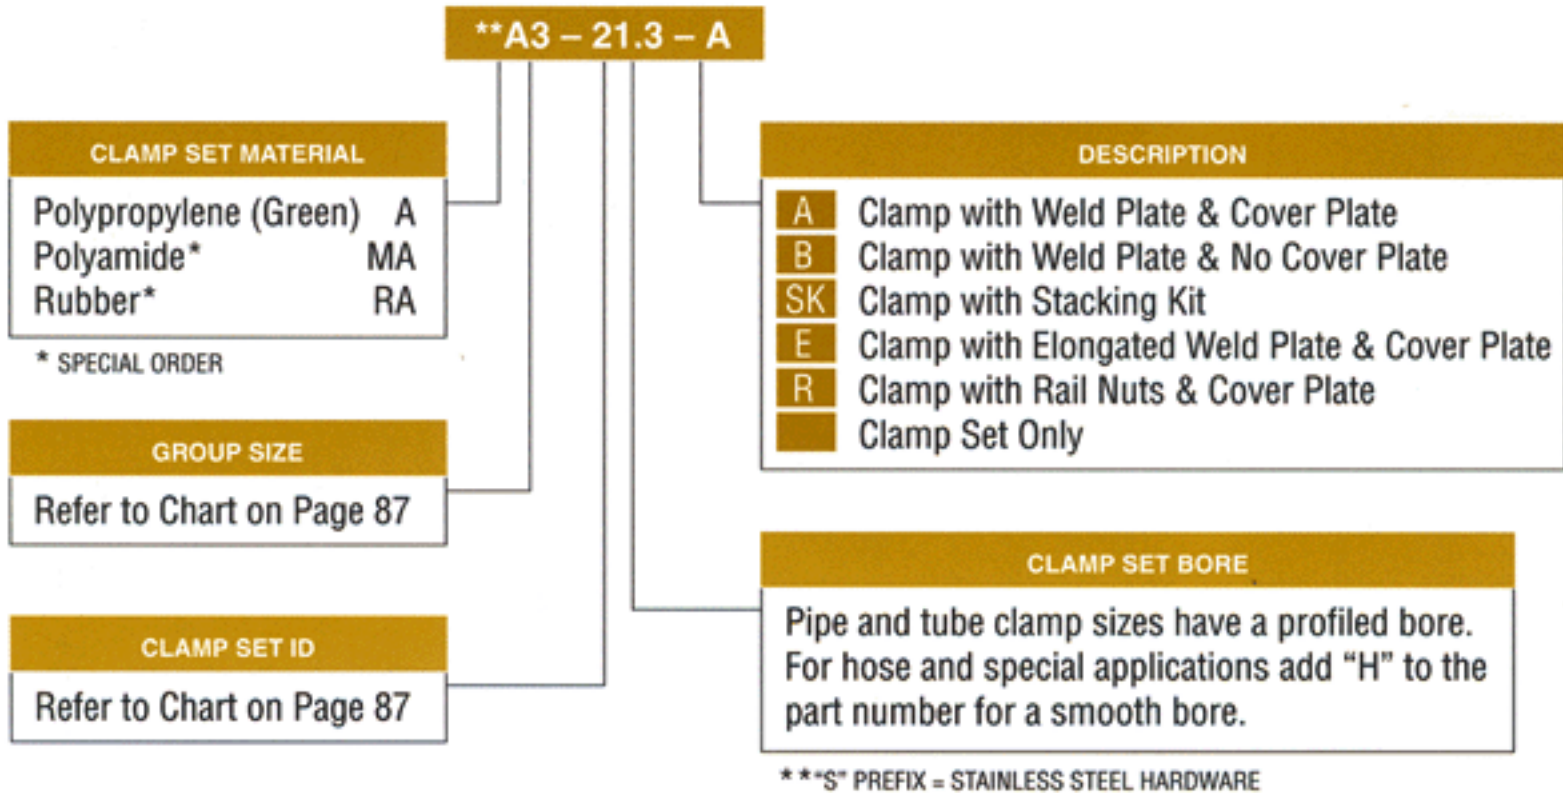 **A3 – 21.3 – A
CLAMP SET MATERIAL
Polypropylene (Green) A
Polyamide* MA
Rubber* RA
* SPECIAL ORDER
GROUP SIZE
Refer to Chart on Page 87
CLAMP SET ID
Refer to Chart on Page 87
DESCRIPTION
A Clamp with Weld Plate & Cover Plate
B Clamp with Weld Plate & No Cover Plate
SK Clamp with Stacking Kit
E Clamp with Elongated Weld Plate & Cover Plate
R Clamp with Rail Nuts & Cover Plate
Clamp Set Only
CLAMP SET BORE
Pipe and tube clamp sizes have a profiled bore.
For hose and special applications add “H” to the
part number for a smooth bore.
**“S” PREFIX = STAINLESS STEEL HARDWARE